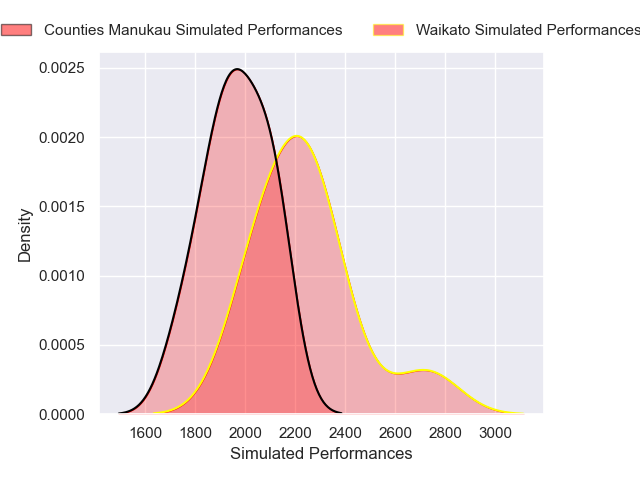 Counties Manukau Simulated Performances Waikato Simulated Performances
0.0025
0.0020
0.0015
0.0010
0.0005
0.0000
Density
1600 1800 2000 2200 2400 2600 2800 3000
Simulated Performances